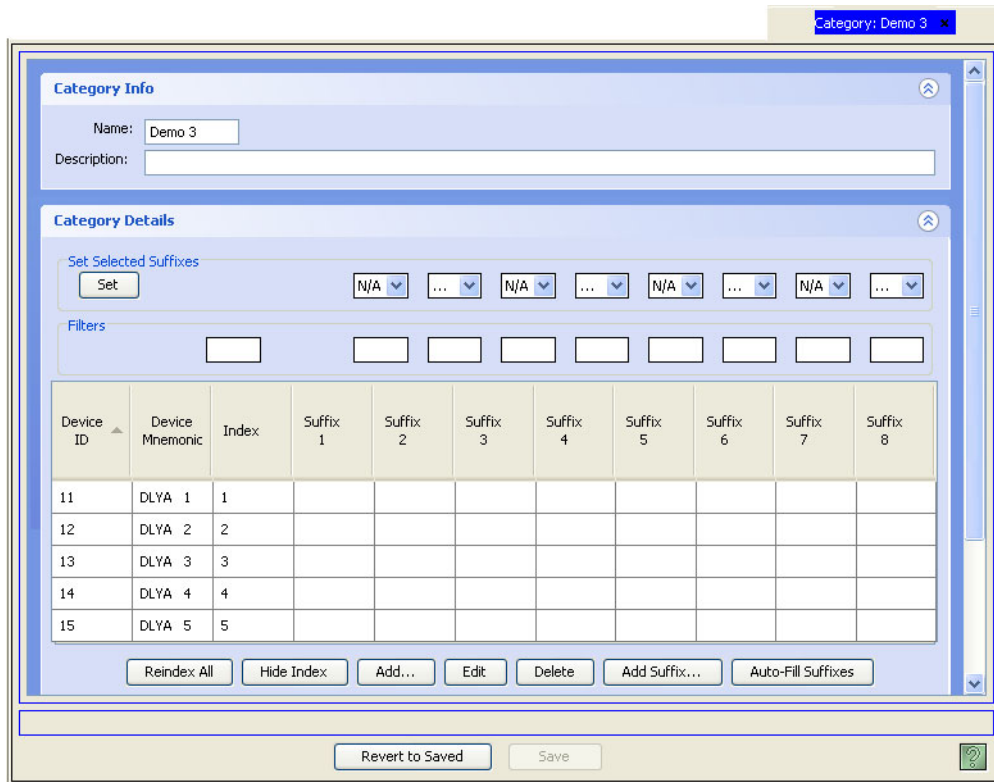 Category: Demo 3 ×
Category Info
Name: Demo 3
Description:
Category Details
Set Selected Suffixes
Set N/A ... N/A ... N/A ... N/A ...
Filters
Device ID Device Mnemonic Index Suffix 1 Suffix 2 Suffix 3 Suffix 4 Suffix 5 Suffix 6 Suffix 7 Suffix 8
11 DLYA 1 1
12 DLYA 2 2
13 DLYA 3 3
14 DLYA 4 4
15 DLYA 5 5
Reindex All Hide Index Add... Edit Delete Add Suffix... Auto-Fill Suffixes
Revert to Saved Save ?